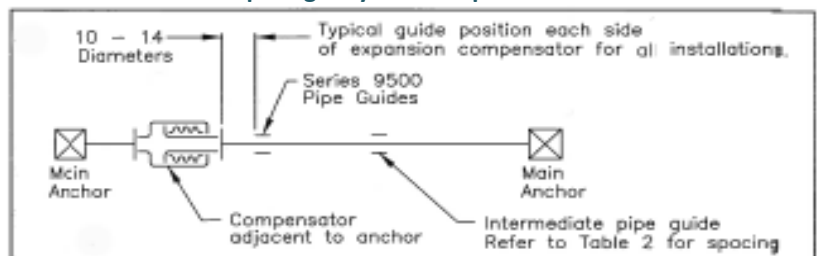 10 – 14
Diameters
Typical guide position each side
of expansion compensator for all installations.
Series 9500
Pipe Guides
Main
Anchor
Main
Anchor
Compensator
adjacent to anchor
Intermediate pipe guide
Refer to Table 2 for spacing